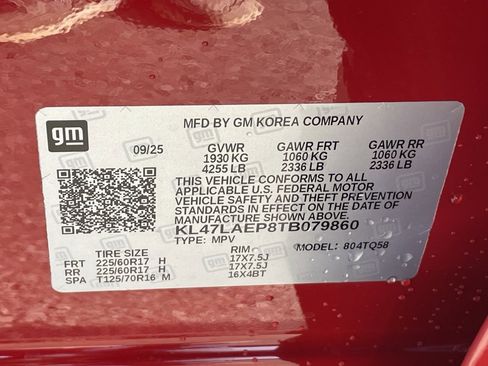 gm
MFD BY GM KOREA COMPANY
09/25 GVWR GAWR FRT GAWR RR
1930 KG 1060 KG 1060 KG
4255 LB 2336 LB 2336 LB
THIS VEHICLE CONFORMS TO ALL
APPLICABLE U.S. FEDERAL MOTOR
VEHICLE SAFETY AND THEFT PREVENTION
STANDARDS IN EFFECT ON THE DATE OF
MANUFACTURE SHOWN ABOVE.
KL47LAEP8TB079860
TYPE: MPV MODEL: 804TQ58
TIRE SIZE RIM
FRT 225/60R17 H 17X7.5J
RR 225/60R17 H 17X7.5J
SPA T125/70R16 M 16X4BT